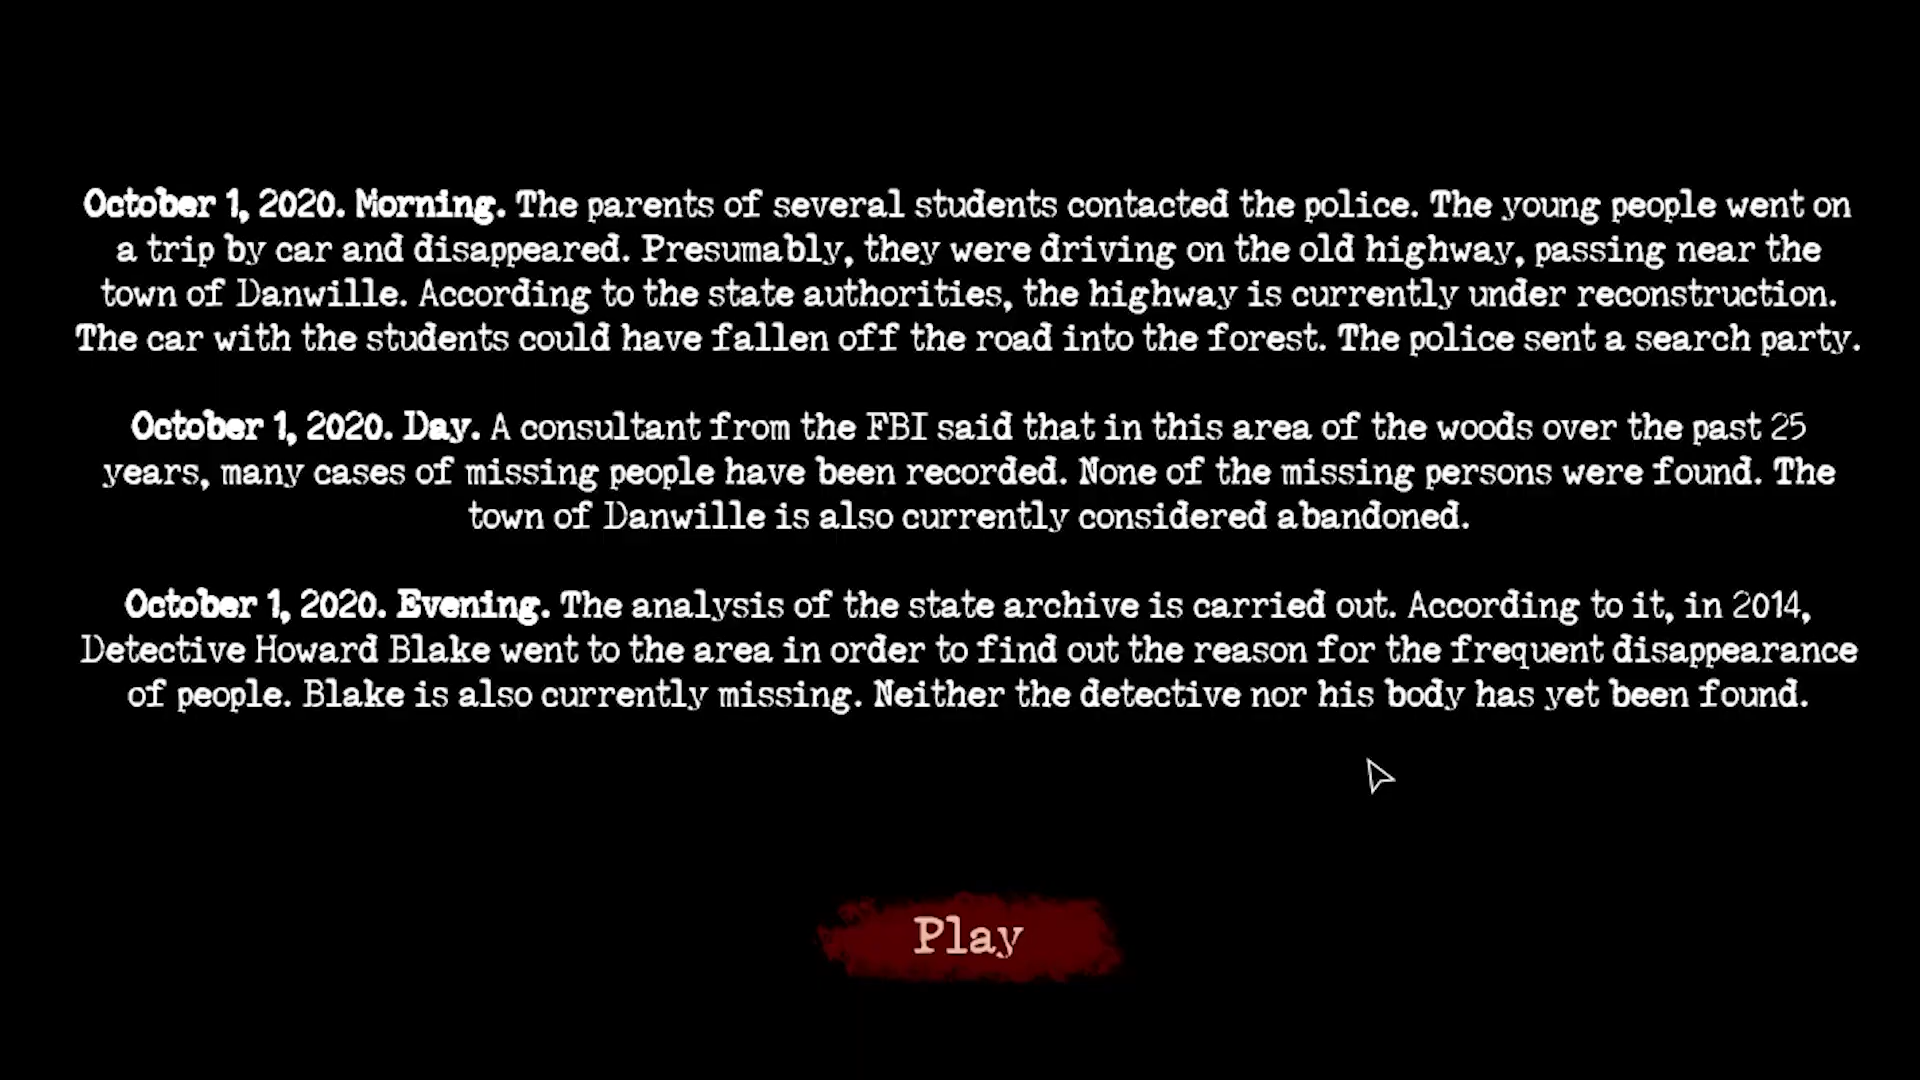 October 1, 2020. Morning. The parents of several students contacted the police. The young people went on
a trip by car and disappeared. Presumably, they were driving on the old highway, passing near the
town of Danwille. According to the state authorities, the highway is currently under reconstruction.
The car with the students could have fallen off the road into the forest. The police sent a search party.
October 1, 2020. Day. A consultant from the FBI said that in this area of the woods over the past 25
years, many cases of missing people have been recorded. None of the missing persons were found. The
town of Danwille is also currently considered abandoned.
October 1, 2020. Evening. The analysis of the state archive is carried out. According to it, in 2014,
Detective Howard Blake went to the area in order to find out the reason for the frequent disappearance
of people. Blake is also currently missing. Neither the detective nor his body has yet been found.
Play